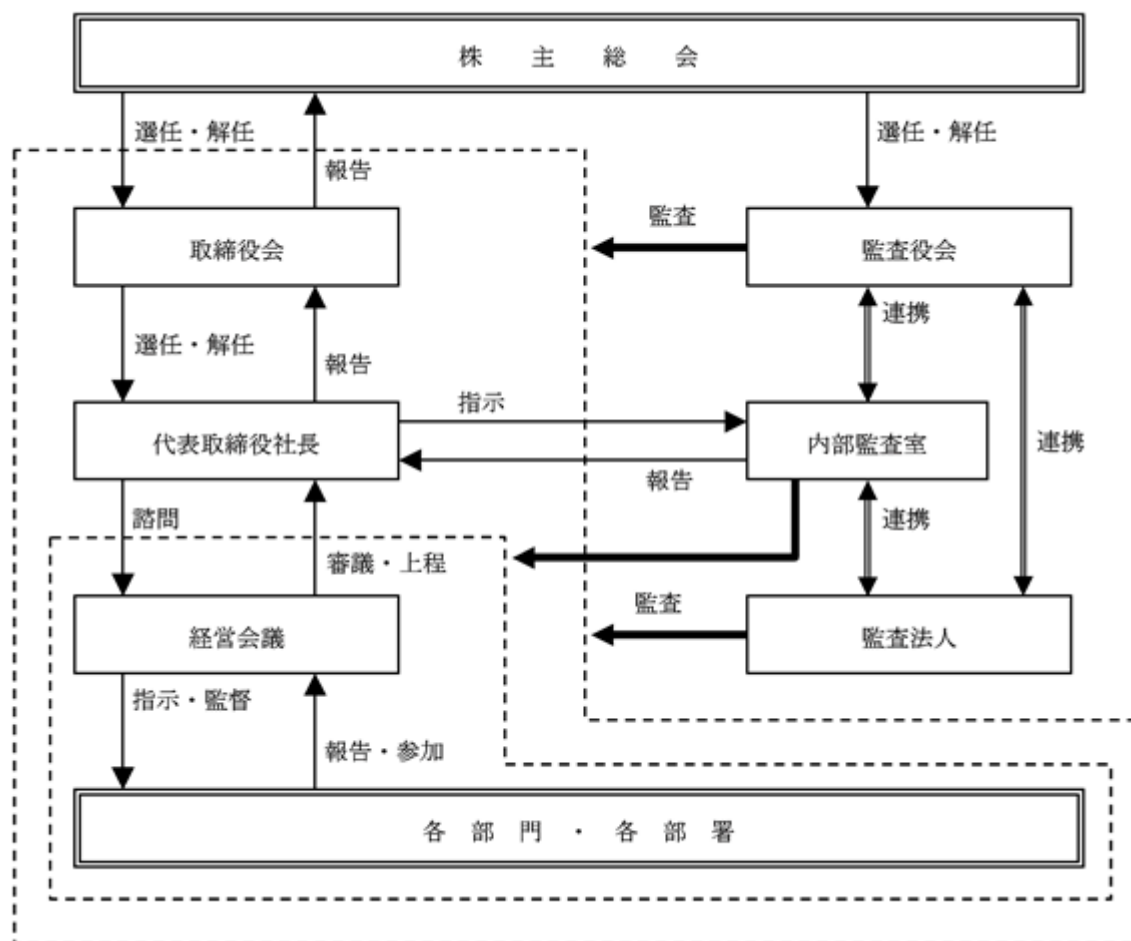 株主総会
選任・解任
選任・解任
報告
監査
取締役会
監査役会
連携
選任・解任
報告
指示
代表取締役社長
内部監査室
連携
報告
諮問
連携
審議・上程
監査
経営会議
監査法人
指示・監督
報告・参加
各部門・各部署